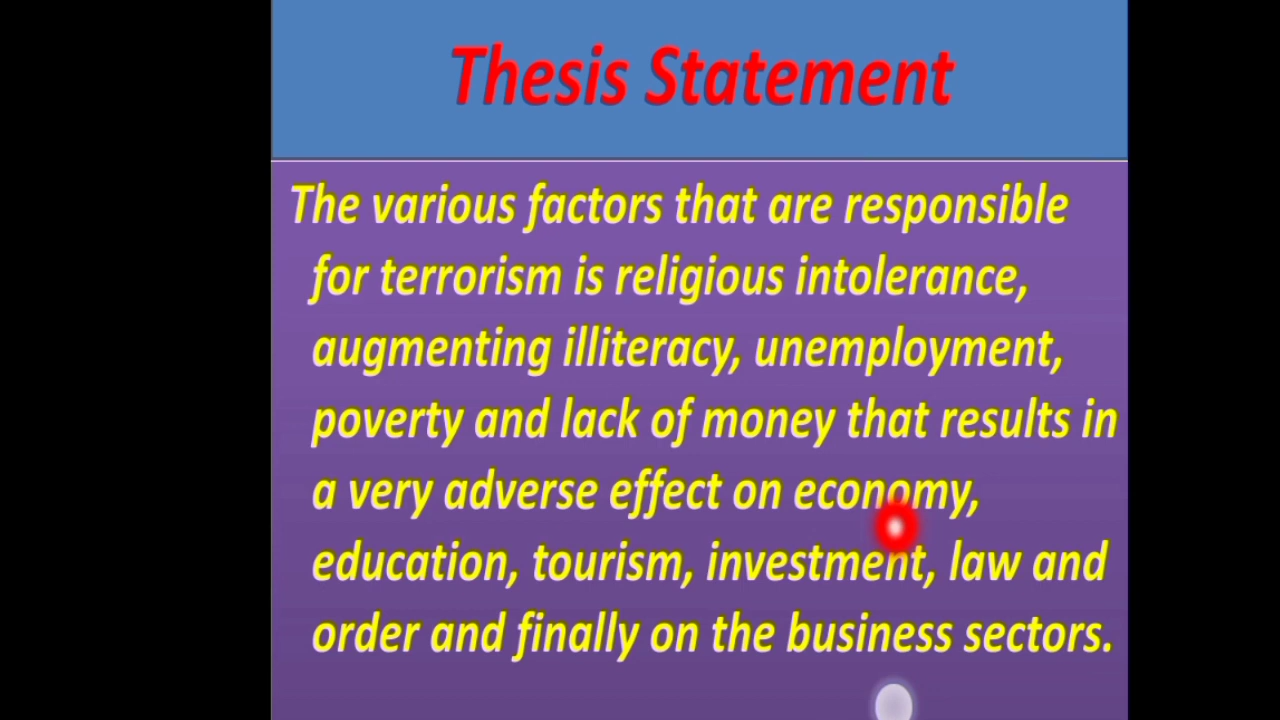 Thesis Statement
The various factors that are responsible
for terrorism is religious intolerance,
augmenting illiteracy, unemployment,
poverty and lack of money that results in
a very adverse effect on economy,
education, tourism, investment, law and
order and finally on the business sectors.